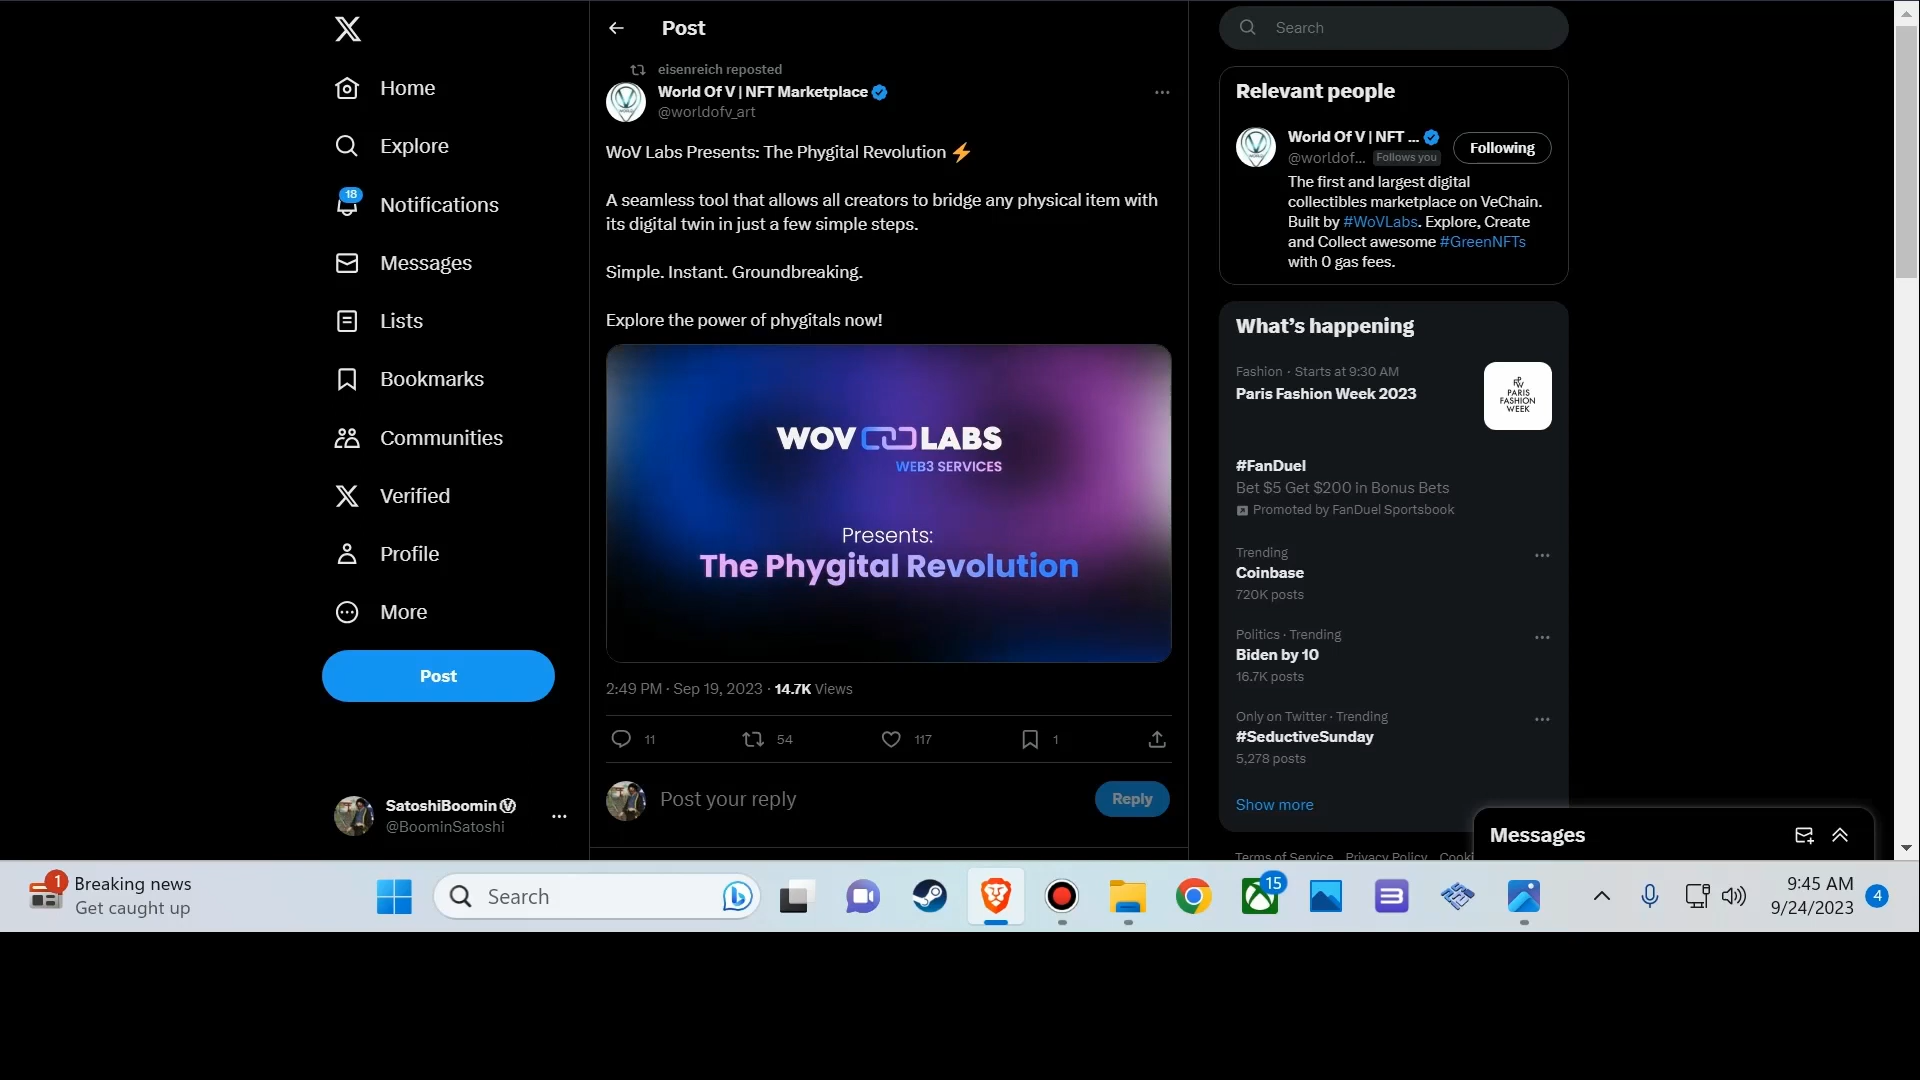 Home
Explore
18
Notifications
Messages
Lists
Bookmarks
Communities
Verified
Profile
More
Post
SatoshiBoomin
@BoominSatoshi
Post
eisenreich reposted
World Of V | NFT Marketplace
@worldofv_art
WoV Labs Presents: The Phygital Revolution ⚡
A seamless tool that allows all creators to bridge any physical item with
its digital twin in just a few simple steps.
Simple. Instant. Groundbreaking.
Explore the power of phygitals now!
WOV LABS
WEB3 SERVICES
Presents:
The Phygital Revolution
2:49 PM · Sep 19, 2023 · 14.7K Views
11 54 117 1
Post your reply
Reply
Search
Relevant people
World Of V | NFT ...
Following
@worldof... Follows you
The first and largest digital
collectibles marketplace on VeChain.
Built by #WoVLabs. Explore, Create
and Collect awesome #GreenNFTs
with 0 gas fees.
What's happening
Fashion · Starts at 9:30 AM
Paris Fashion Week 2023
PARIS
FASHION
WEEK
#FanDuel
Bet $5 Get $200 in Bonus Bets
Promoted by FanDuel Sportsbook
Trending
Coinbase
720K posts
Politics · Trending
Biden by 10
16.7K posts
Only on Twitter · Trending
#SeductiveSunday
5,278 posts
Show more
Messages
Terms of Service Privacy Policy Cooki
1
Breaking news
Get caught up
Search
15
9:45 AM
9/24/2023
4